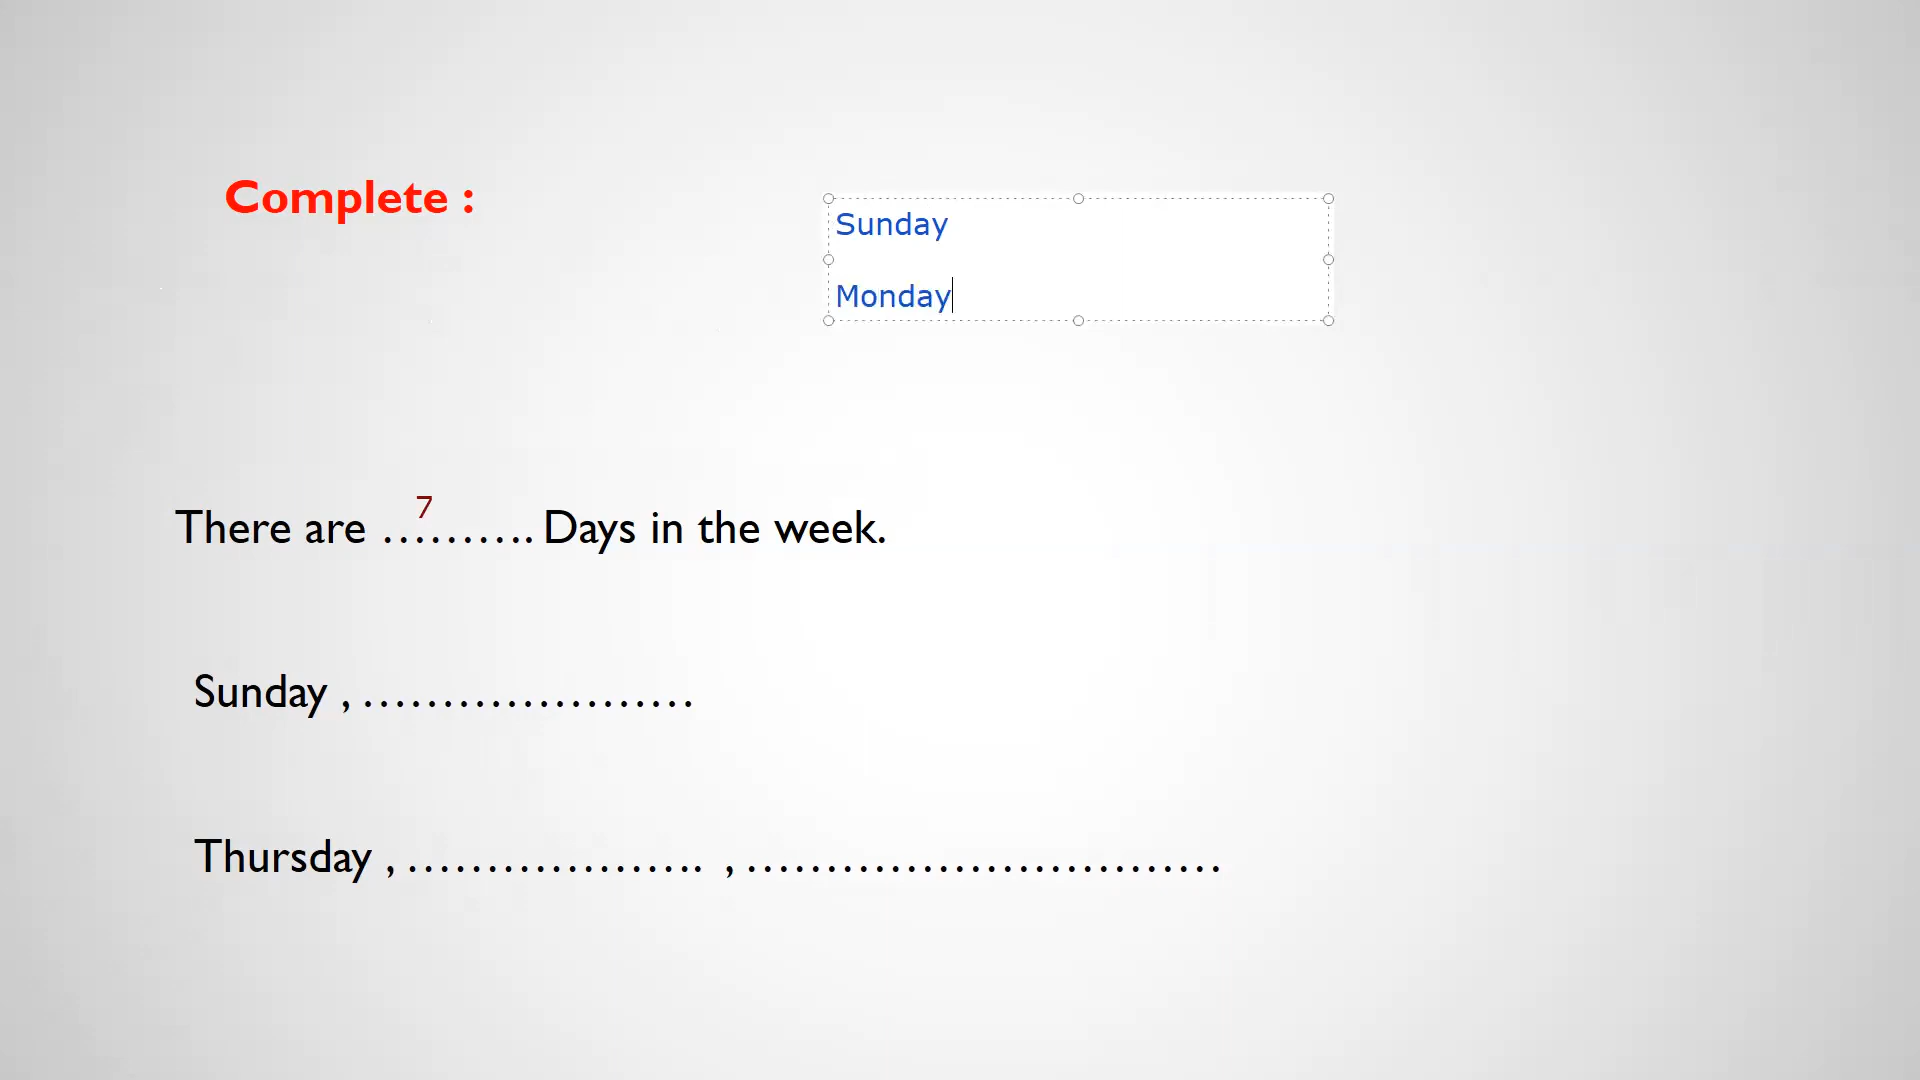 Complete :
Sunday
Monday
7
There are ………. Days in the week.
Sunday , …………………
Thursday , ………………. , …………………………